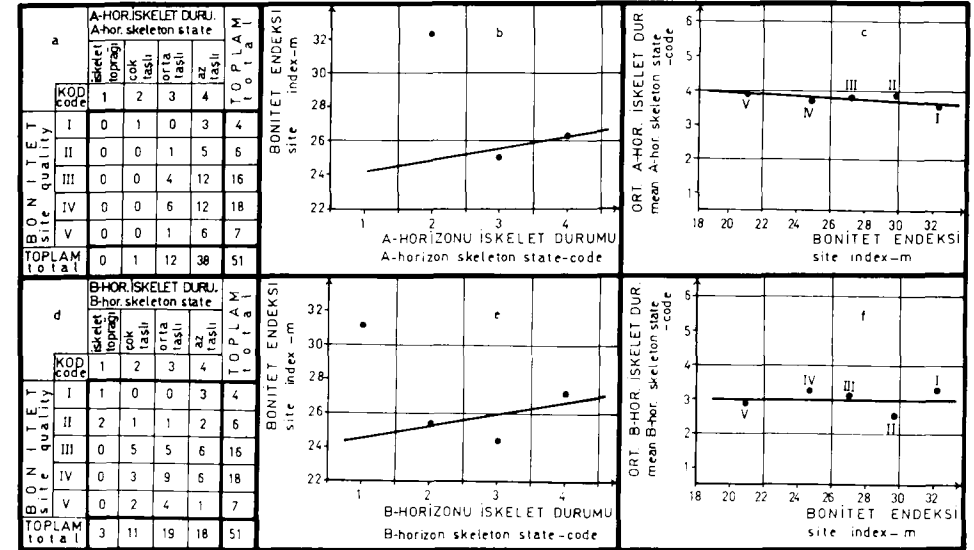 a
A-HOR.İSKELET DURU.
A-hor. skeleton state
iskelet toprağı
çok taşlı
orta taşlı
az taşlı
TOPLAM
total
KOD code 1 2 3 4
BONİTET
site quality
I 0 1 0 3 4
II 0 0 1 5 6
III 0 0 4 12 16
IV 0 0 6 12 18
V 0 0 1 6 7
TOPLAM total 0 1 12 38 51
b
BONİTET ENDEKSİ
site index-m
32
30
28
26
24
22
1 2 3 4
A-HORİZONU İSKELET DURUMU
A-horizon skeleton state-code
c
ORT. A-HOR. İSKELET DUR
mean A-hor. skeleton state
-code
6
5
4
3
2
1
V IV III II I
18 20 22 24 26 28 30 32
BONİTET ENDEKSİ
site index-m
d
B-HOR.İSKELET DURU.
B-hor. skeleton state
iskelet toprağı
çok taşlı
orta taşlı
az taşlı
TOPLAM
total
KOD code 1 2 3 4
BONİTET
site quality
I 1 0 0 3 4
II 2 1 1 2 6
III 0 5 5 6 16
IV 0 3 9 6 18
V 0 2 4 1 7
TOPLAM total 3 11 19 18 51
e
BONİTET ENDEKSİ
site index-m
32
30
28
26
24
22
1 2 3 4
B-HORİZONU İSKELET DURUMU
B-horizon skeleton state-code
f
ORT. B-HOR. İSKELET DUR.
mean B-hor. skeleton state
-code
6
5
4
3
2
1
V IV III II I
18 20 22 24 26 28 30 32
BONİTET ENDEKSİ
site index-m